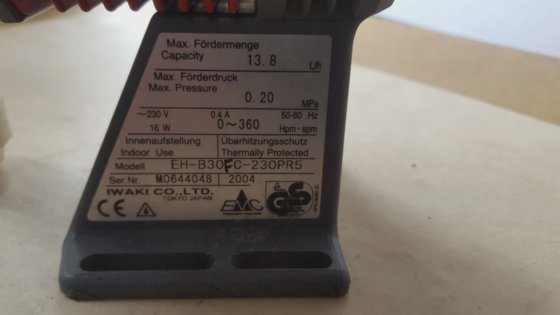 Max. Fördermenge
Capacity 13.8 L/h
Max. Förderdruck
Max. Pressure 0.20 MPa
~230 V 0.4 A 50-60 Hz
16 W 0~360 Hpm·spm
Innenaufstellung Überhitzungsschutz
Indoor Use Thermally Protected
Modell EH-B30FC-230PR5
Ser.Nr. M0644048 2004
IWAKI CO.,LTD.
TOKYO JAPAN
CE EMC GS